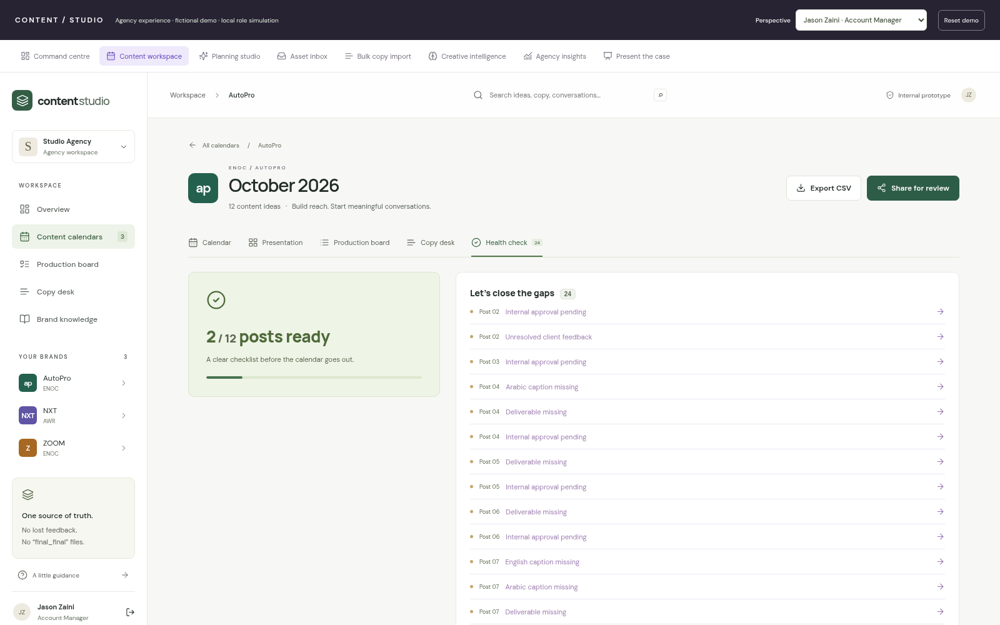 CONTENT / STUDIO
Agency experience · fictional demo · local role simulation
Perspective
Jason Zaini · Account Manager
Reset demo
Command centre
Content workspace
Planning studio
Asset inbox
Bulk copy import
Creative intelligence
Agency insights
Present the case
contentstudio
Workspace
AutoPro
Search ideas, copy, conversations...
Internal prototype
JZ
S
Studio Agency
Agency workspace
WORKSPACE
Overview
Content calendars 3
Production board
Copy desk
Brand knowledge
YOUR BRANDS 3
ap
AutoPro
ENOC
NXT
NXT
AWR
Z
ZOOM
ENOC
One source of truth.
No lost feedback.
No “final_final” files.
A little guidance
JZ
Jason Zaini
Account Manager
All calendars / AutoPro
ENOC / AUTOPRO
ap
October 2026
12 content ideas · Build reach. Start meaningful conversations.
Export CSV
Share for review
Calendar
Presentation
Production board
Copy desk
Health check 24
2 / 12 posts ready
A clear checklist before the calendar goes out.
Let’s close the gaps 24
Post 02 Internal approval pending
Post 02 Unresolved client feedback
Post 03 Internal approval pending
Post 04 Arabic caption missing
Post 04 Deliverable missing
Post 04 Internal approval pending
Post 05 Deliverable missing
Post 05 Internal approval pending
Post 06 Deliverable missing
Post 06 Internal approval pending
Post 07 English caption missing
Post 07 Arabic caption missing
Post 07 Deliverable missing